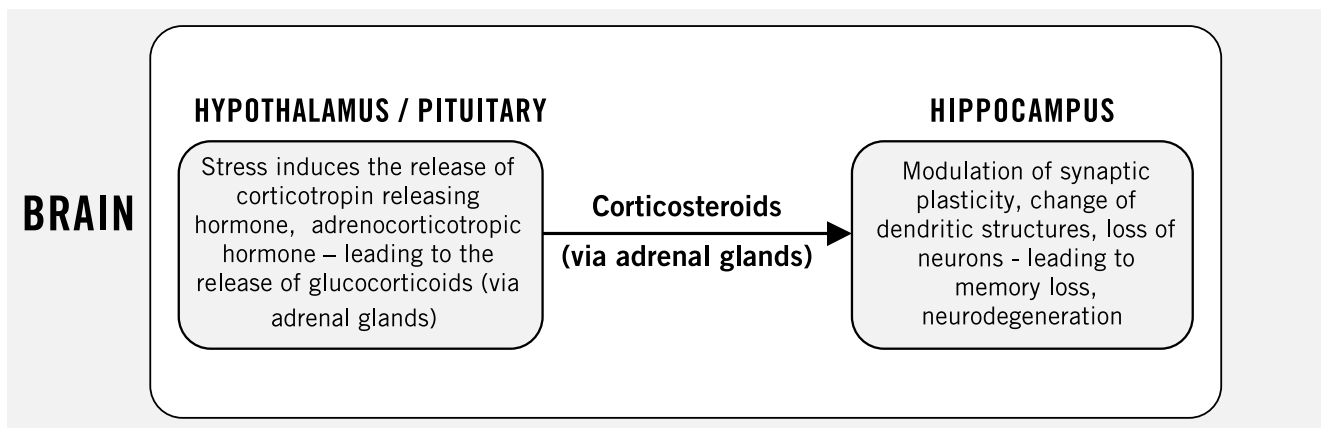 HYPOTHALAMUS / PITUITARY
Stress induces the release of
corticotropin releasing
hormone, adrenocorticotropic
hormone – leading to the
release of glucocorticoids (via
adrenal glands)
BRAIN
Corticosteroids
(via adrenal glands)
HIPPOCAMPUS
Modulation of synaptic
plasticity, change of
dendritic structures, loss of
neurons - leading to
memory loss,
neurodegeneration